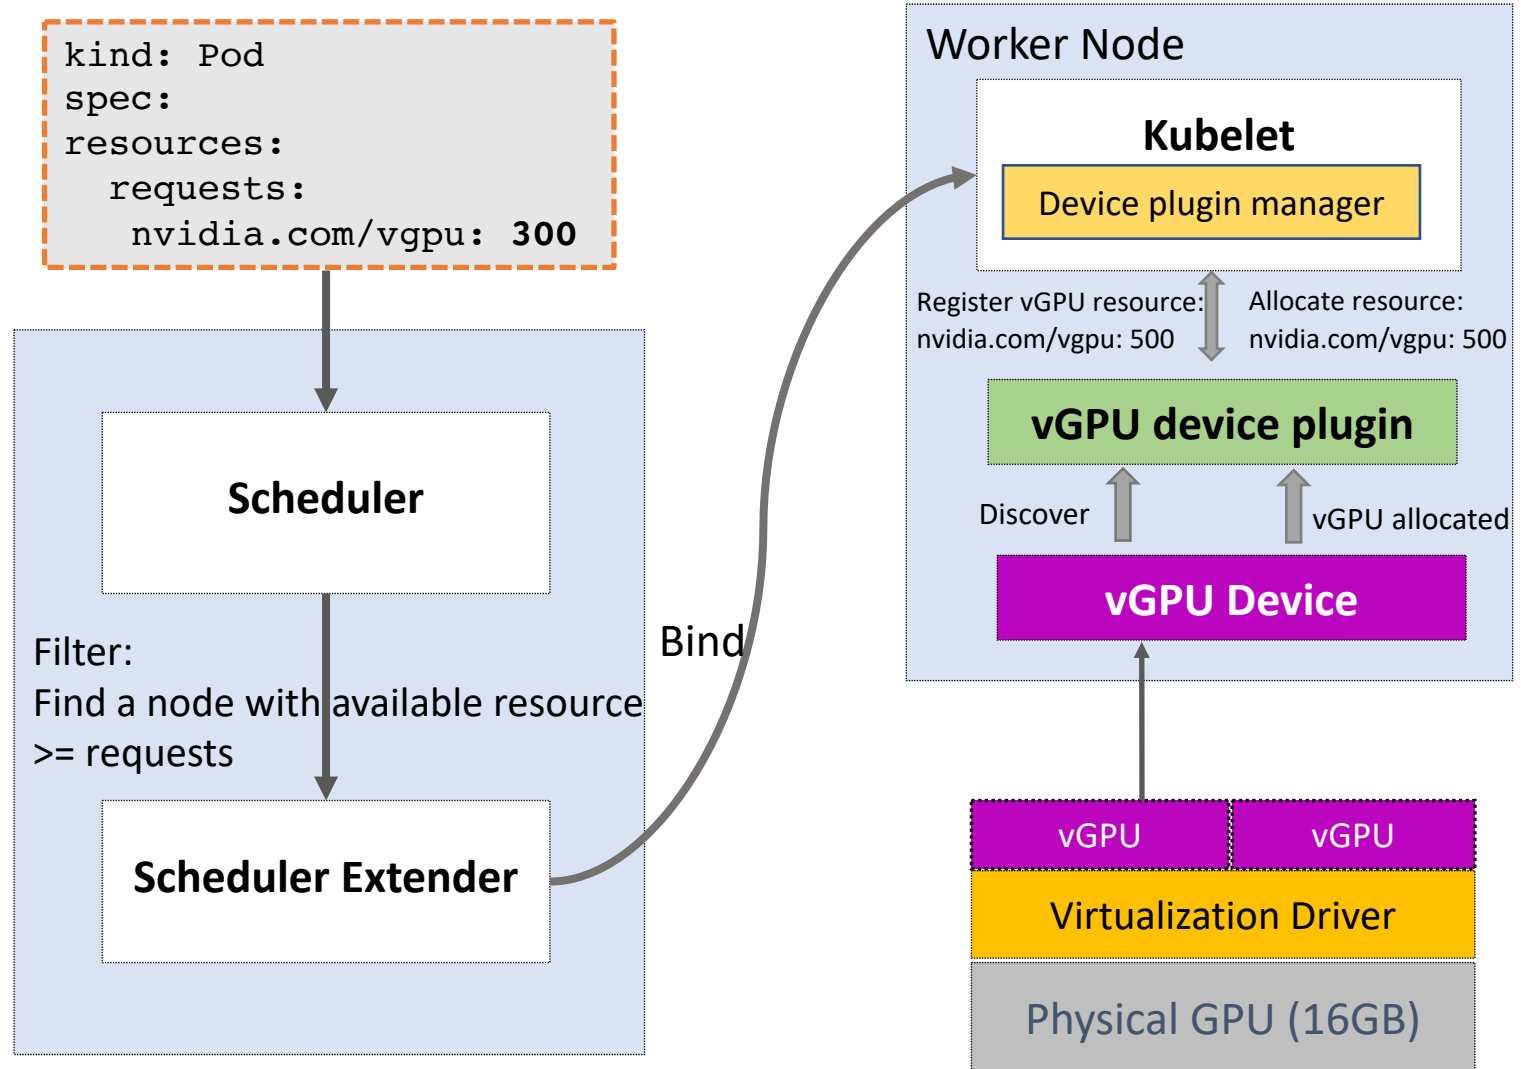 kind: Pod
spec:
resources:
requests:
nvidia.com/vgpu: 300
Scheduler
Filter:
Find a node with available resource
>= requests
Scheduler Extender
Bind
Worker Node
Kubelet
Device plugin manager
Register vGPU resource:
nvidia.com/vgpu: 500
Allocate resource:
nvidia.com/vgpu: 500
vGPU device plugin
Discover
vGPU allocated
vGPU Device
vGPU
vGPU
Virtualization Driver
Physical GPU (16GB)